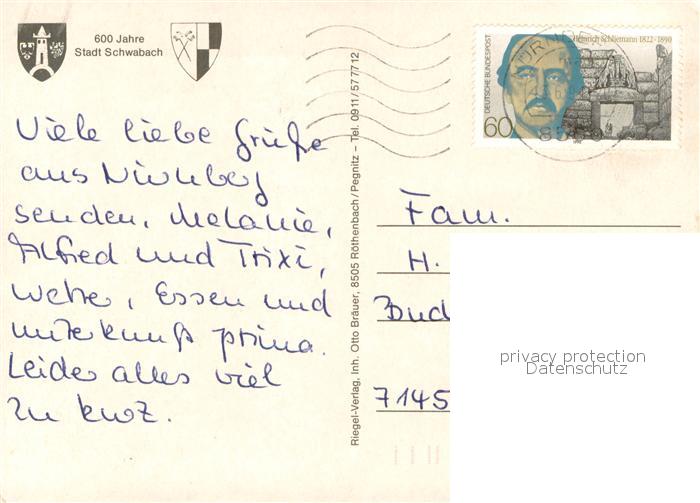 600 Jahre
Stadt Schwabach
DEUTSCHE BUNDESPOST
Heinrich Schliemann 1822-1890
60
Viele liebe Grüße
aus Nürnberg
senden, Melanie,
Alfred und Trixi,
Wetter, Essen und
Unterkunft prima.
Leider alles viel
zu kurz.
Riegel-Verlag, Inh. Otto Bräuer, 8505 Röthenbach/Pegnitz – Tel. 0911/577712
Fam.
H.
Bud
7145
privacy protection
Datenschutz